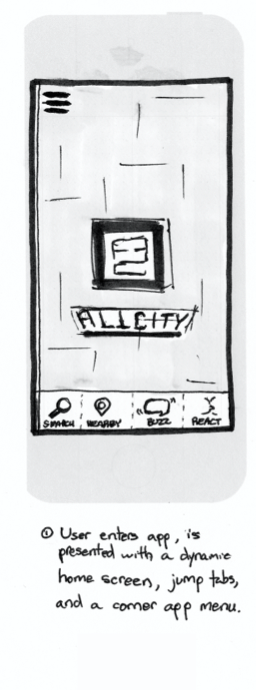 ALLCITY
SEARCH NEARBY BUZZ REACT
① User enters app, is
presented with a dynamic
home screen, jump tabs,
and a corner app menu.